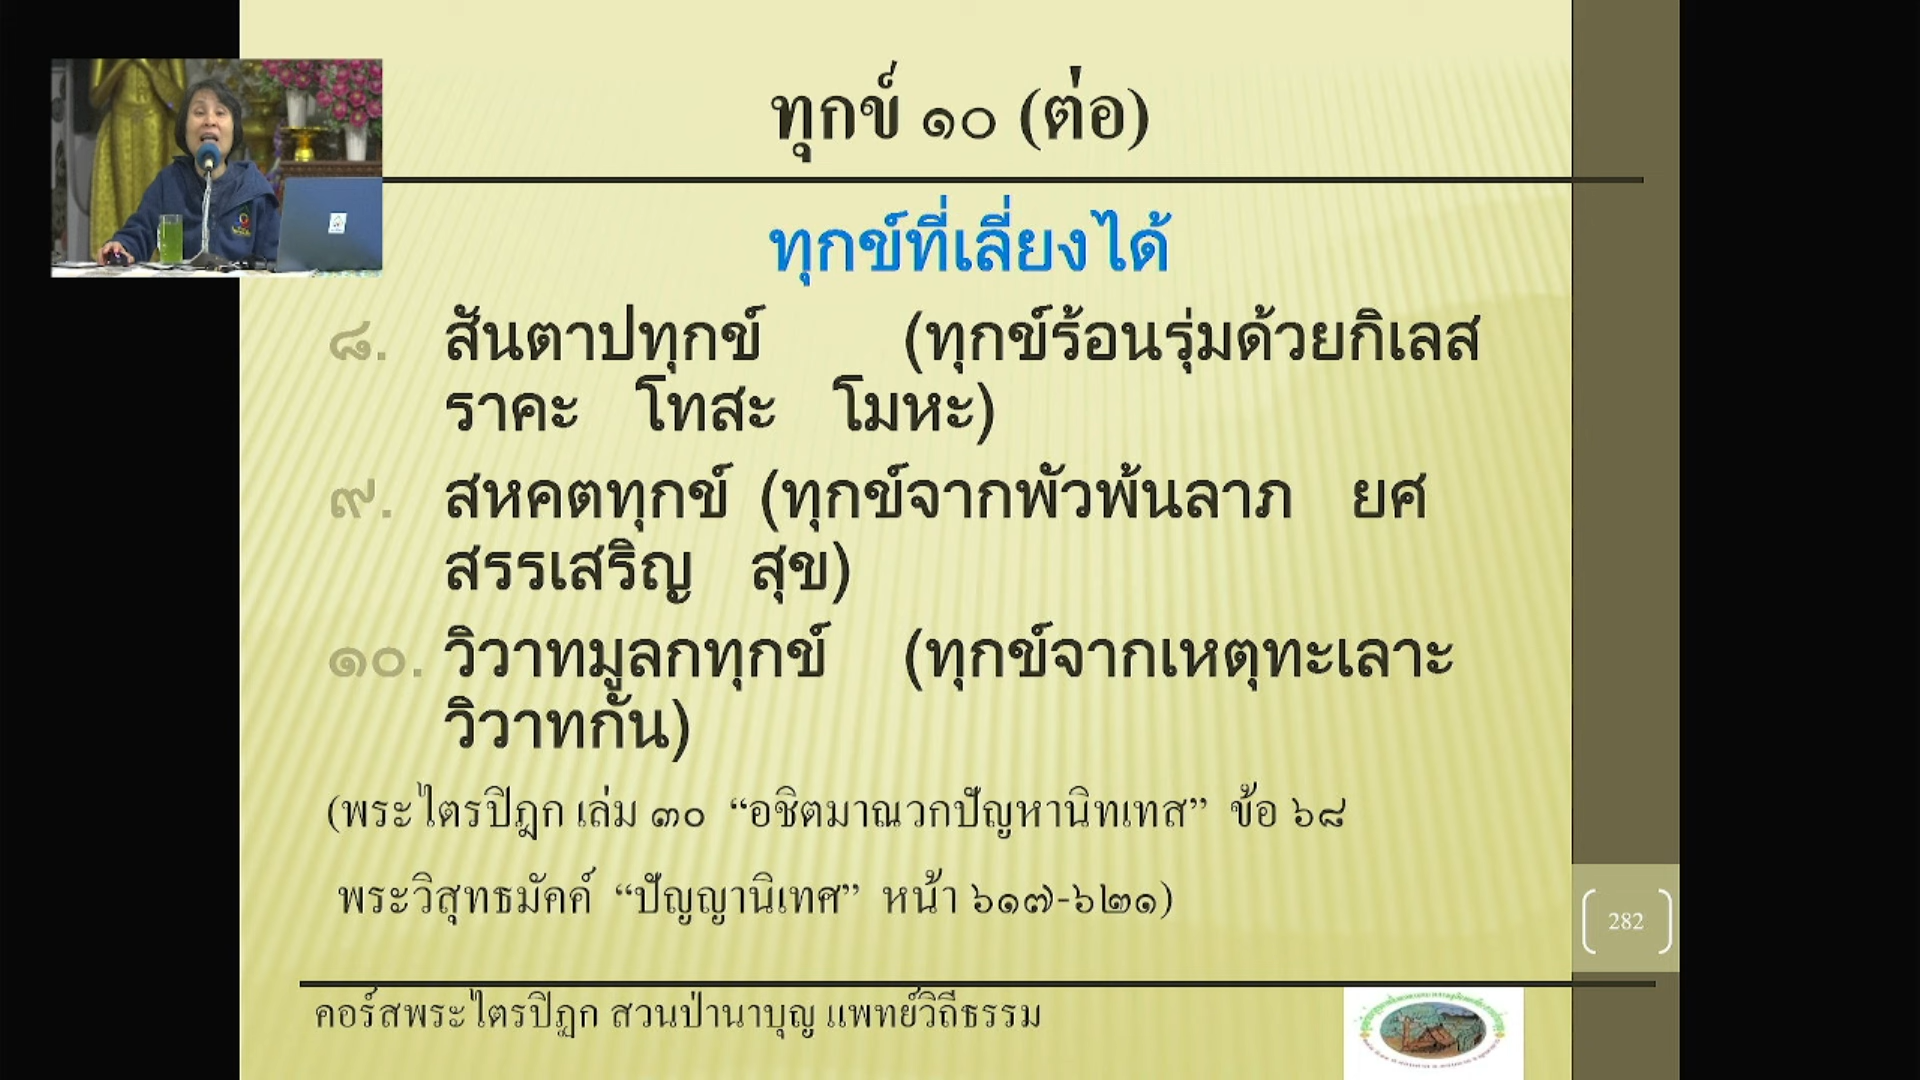 ทุกข์ ๑๐ (ต่อ)
ทุกข์ที่เลี่ยงได้
๘. สันตาปทุกข์ (ทุกข์ร้อนรุ่มด้วยกิเลส
ราคะ โทสะ โมหะ)
๙. สหคตทุกข์ (ทุกข์จากพัวพันลาภ ยศ
สรรเสริญ สุข)
๑๐. วิวาทมูลกทุกข์ (ทุกข์จากเหตุทะเลาะ
วิวาทกัน)
(พระไตรปิฎก เล่ม ๓๐ “อชิตมาณวกปัญหานิทเทส” ข้อ ๖๘
พระวิสุทธมัคค์ “ปัญญานิเทศ” หน้า ๖๑๗-๖๒๑)
282
คอร์สพระไตรปิฎก สวนป่านาบุญ แพทย์วิถีธรรม